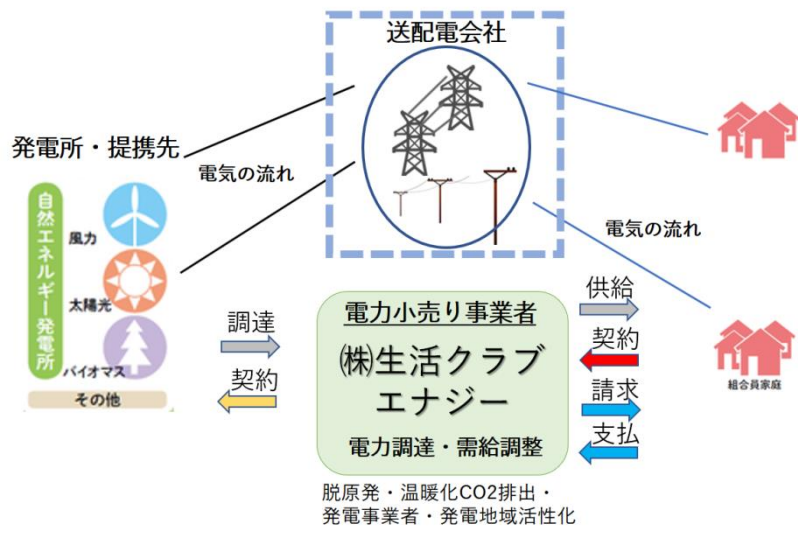 送配電会社
発電所・提携先
電気の流れ
自然エネルギー発電所
風力
太陽光
バイオマス
その他
電気の流れ
調達
契約
電力小売り事業者
㈱生活クラブ
エナジー
電力調達・需給調整
供給
契約
請求
支払
組合員家庭
脱原発・温暖化CO2排出・
発電事業者・発電地域活性化